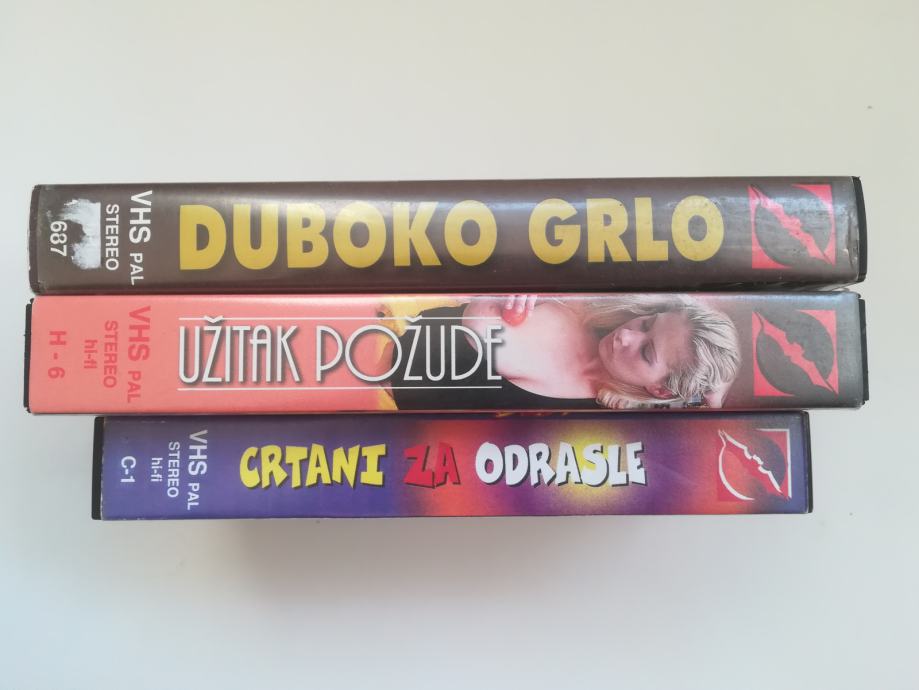 VHS PAL
STEREO
687
DUBOKO GRLO
VHS PAL
STEREO
hi-fi
H - 6
UŽITAK POŽUDE
VHS PAL
STEREO
hi-fi
C-1
CRTANI ZA ODRASLE